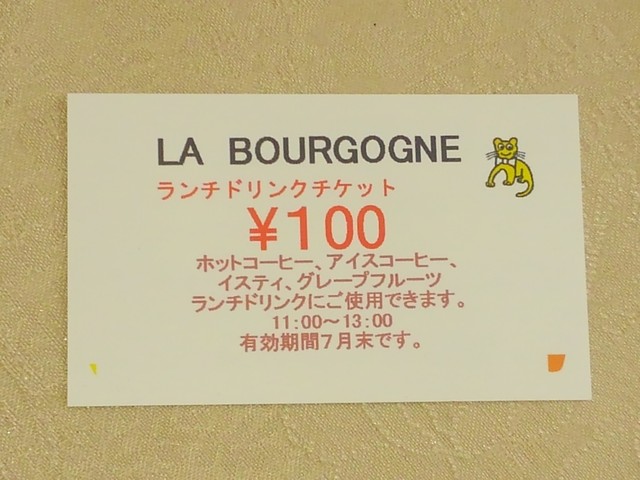 LA BOURGOGNE
ランチドリンクチケット
¥100
ホットコーヒー、アイスコーヒー、
イスティ、グレープフルーツ
ランチドリンクにご使用できます。
11:00～13:00
有効期間7月末です。